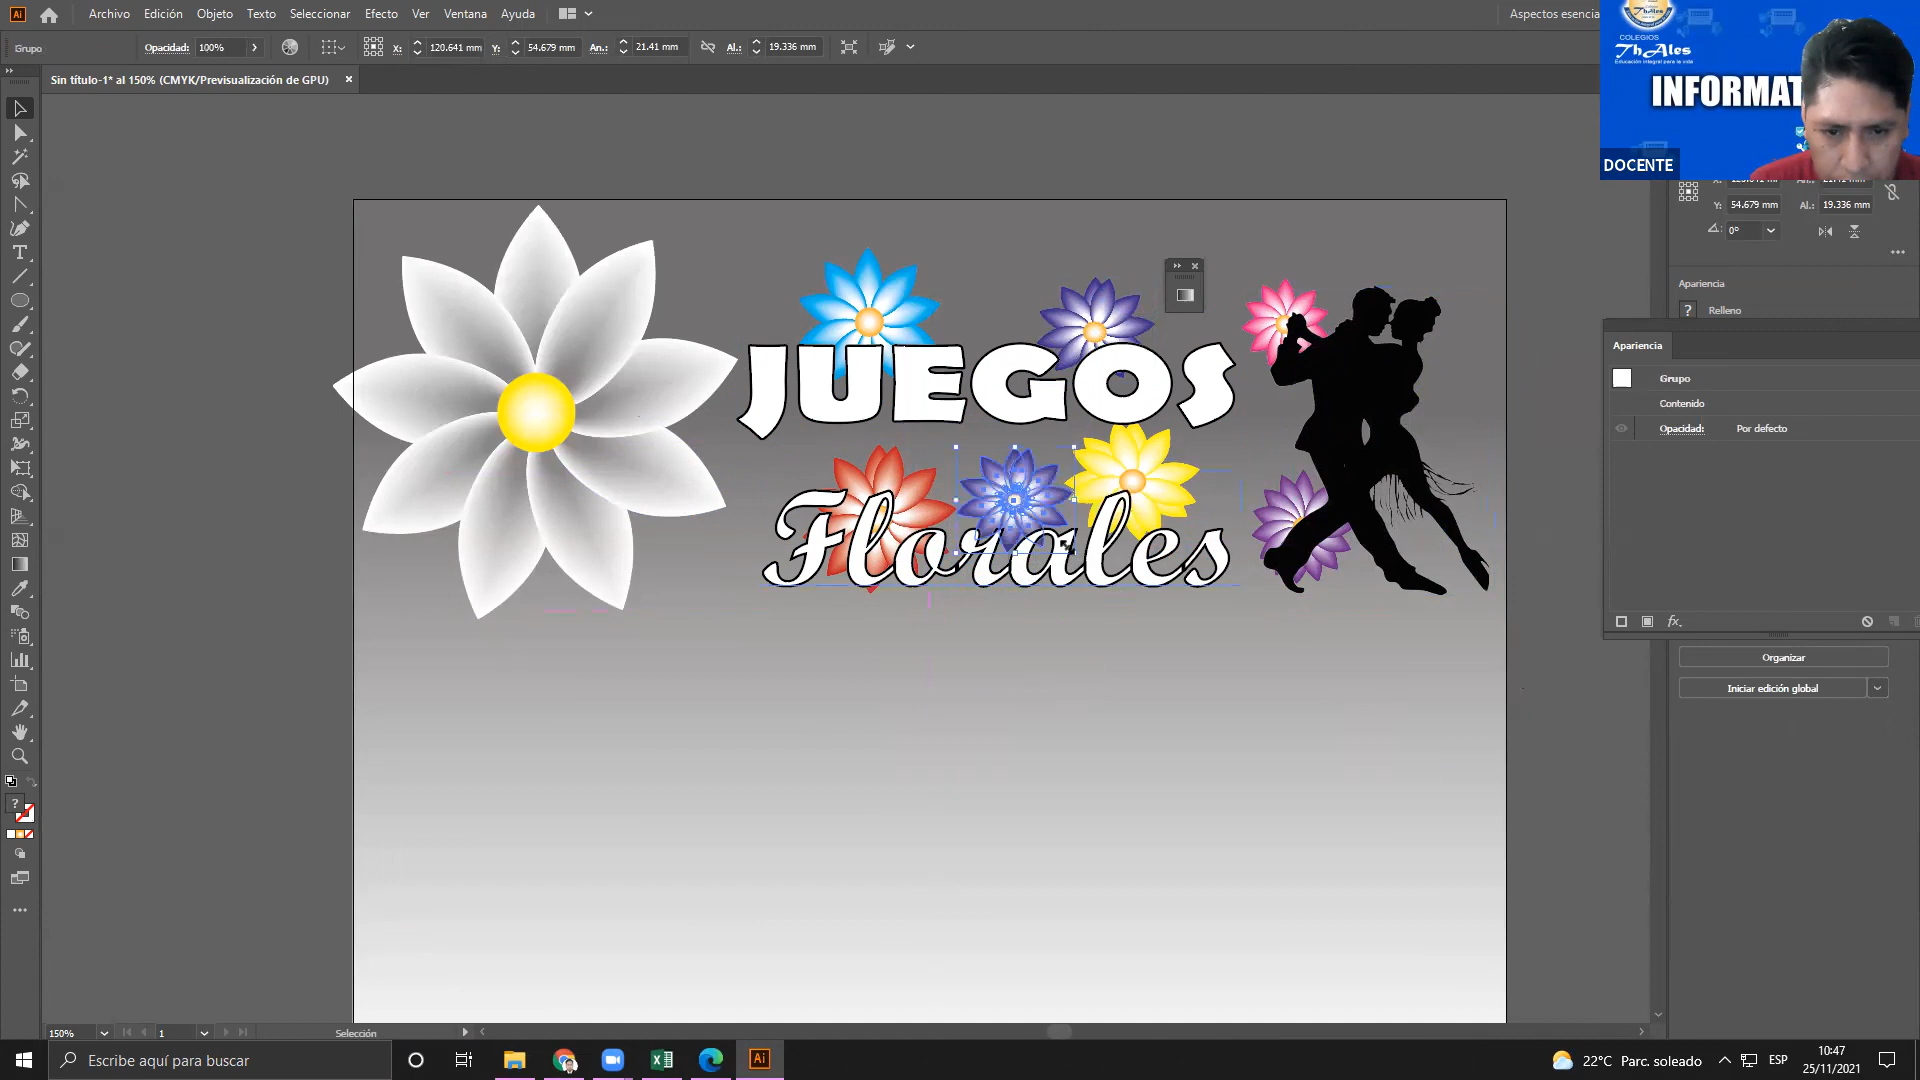 Ai Archivo Edición Objeto Texto Seleccionar Efecto Ver Ventana Ayuda Aspectos esencia
Grupo Opacidad: 100% X: 120.641 mm Y: 54.679 mm An.: 21.41 mm Al.: 19.336 mm
Sin título-1* al 150% (CMYK/Previsualización de GPU)
COLEGIOS
ThAles
Educación integral para la vida
INFORMAT
DOCENTE
Y: 54.679 mm Al.: 19.336 mm
0°
Apariencia
? Relleno
Apariencia
Grupo
Contenido
Opacidad: Por defecto
fx
Organizar
Iniciar edición global
JUEGOS
Florales
?
150% 1 Selección
Escribe aquí para buscar
Ai
22°C Parc. soleado
ESP
10:47
25/11/2021